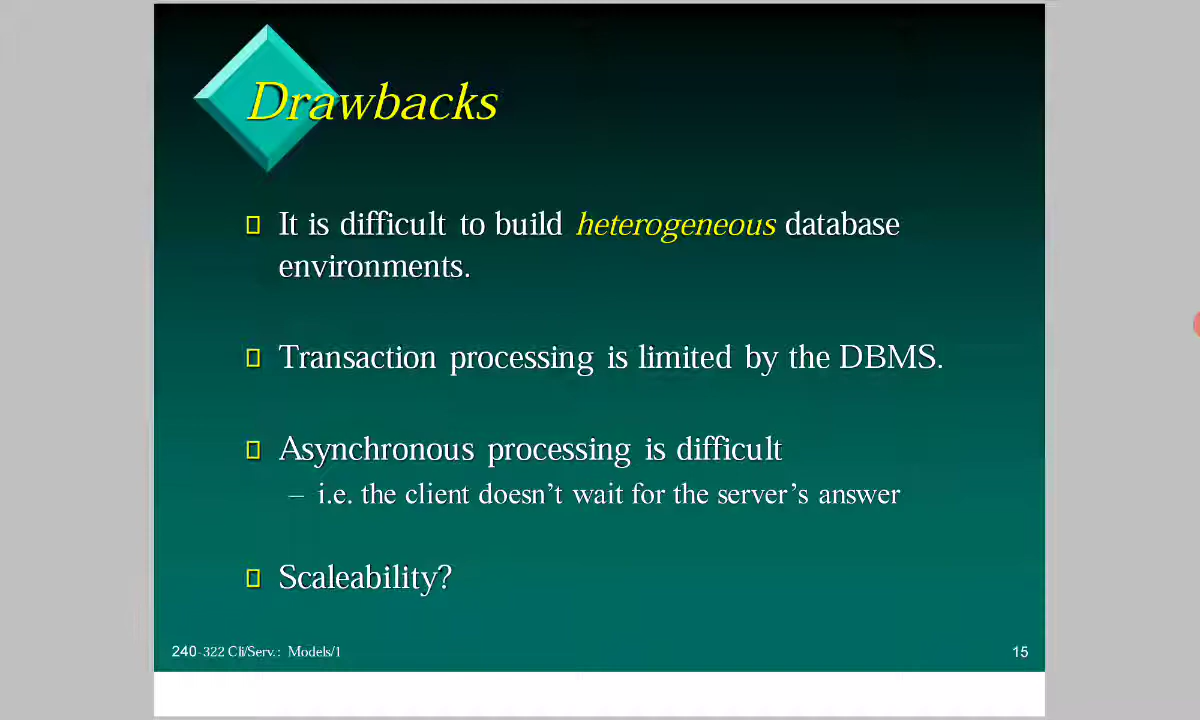 Drawbacks
It is difficult to build heterogeneous database
environments.
Transaction processing is limited by the DBMS.
Asynchronous processing is difficult
– i.e. the client doesn’t wait for the server’s answer
Scaleability?
240-322 Cli/Serv.: Models/1
15